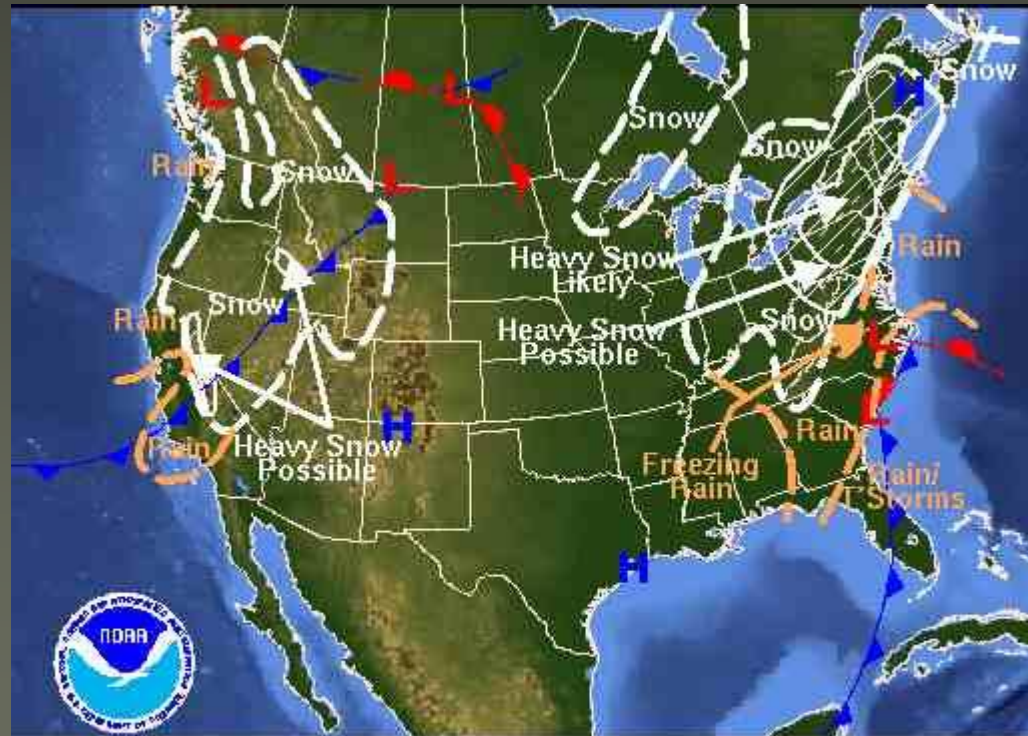 Snow
Snow
Snow
Rain
Snow
Rain
Heavy Snow
Likely
Snow
Rain
Heavy Snow
Possible
Snow
Rain
Heavy Snow
Possible
Rain
Freezing
Rain
Rain/
T'Storms
H
L
L
L
L
H
L
H
NOAA